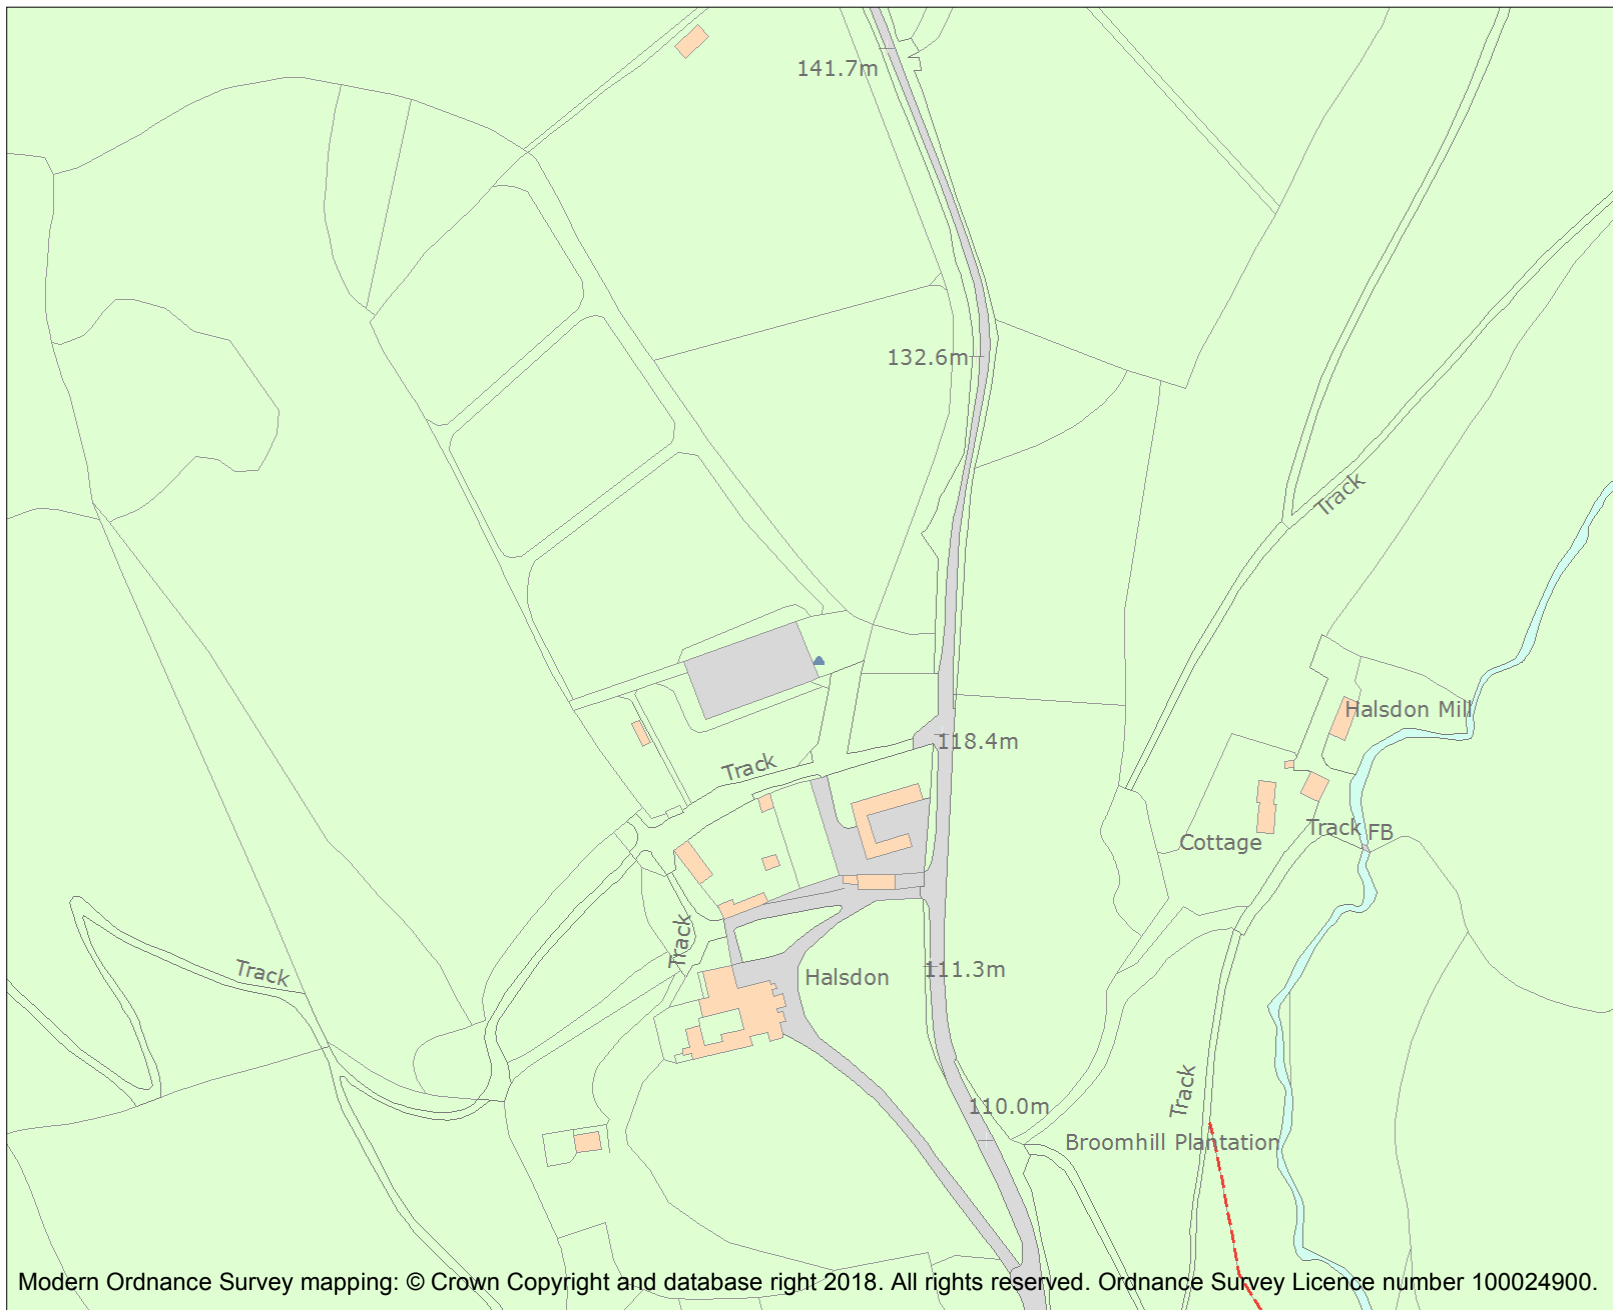 141.7m
132.6m
Track
Halsdon Mill
118.4m
Track
Track FB
Cottage
Track
Track
Halsdon
111.3m
Track
110.0m
Broomhill Plantation
Modern Ordnance Survey mapping: © Crown Copyright and database right 2018. All rights reserved. Ordnance Survey Licence number 100024900.